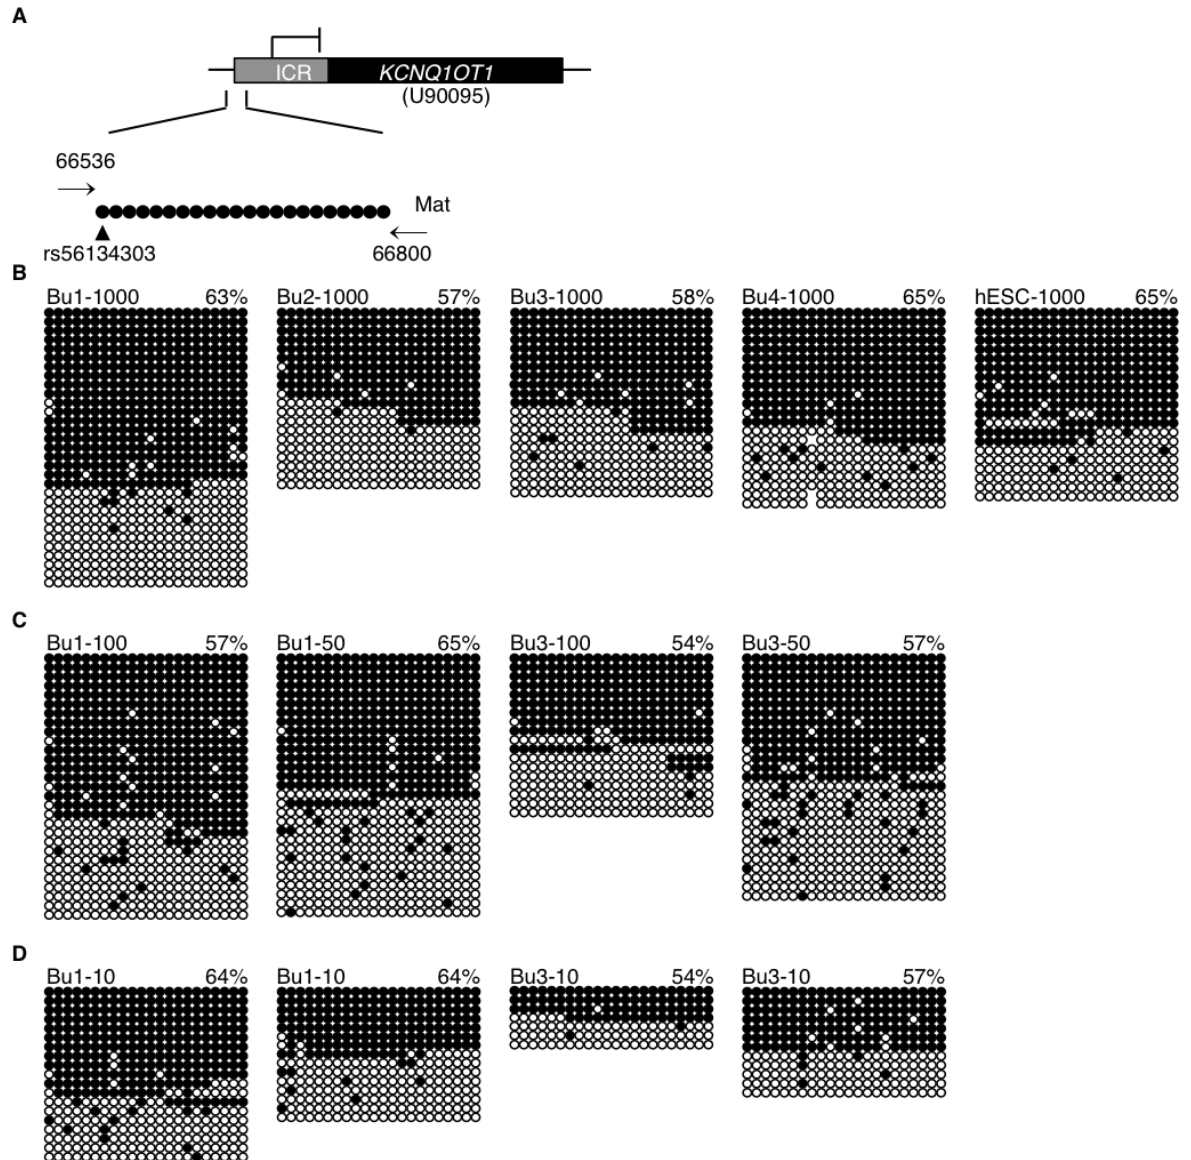 A
ICR KCNQ1OT1
(U90095)
66536
Mat
rs56134303 66800
B
Bu1-1000 63% Bu2-1000 57% Bu3-1000 58% Bu4-1000 65% hESC-1000 65%
C
Bu1-100 57% Bu1-50 65% Bu3-100 54% Bu3-50 57%
D
Bu1-10 64% Bu1-10 64% Bu3-10 54% Bu3-10 57%